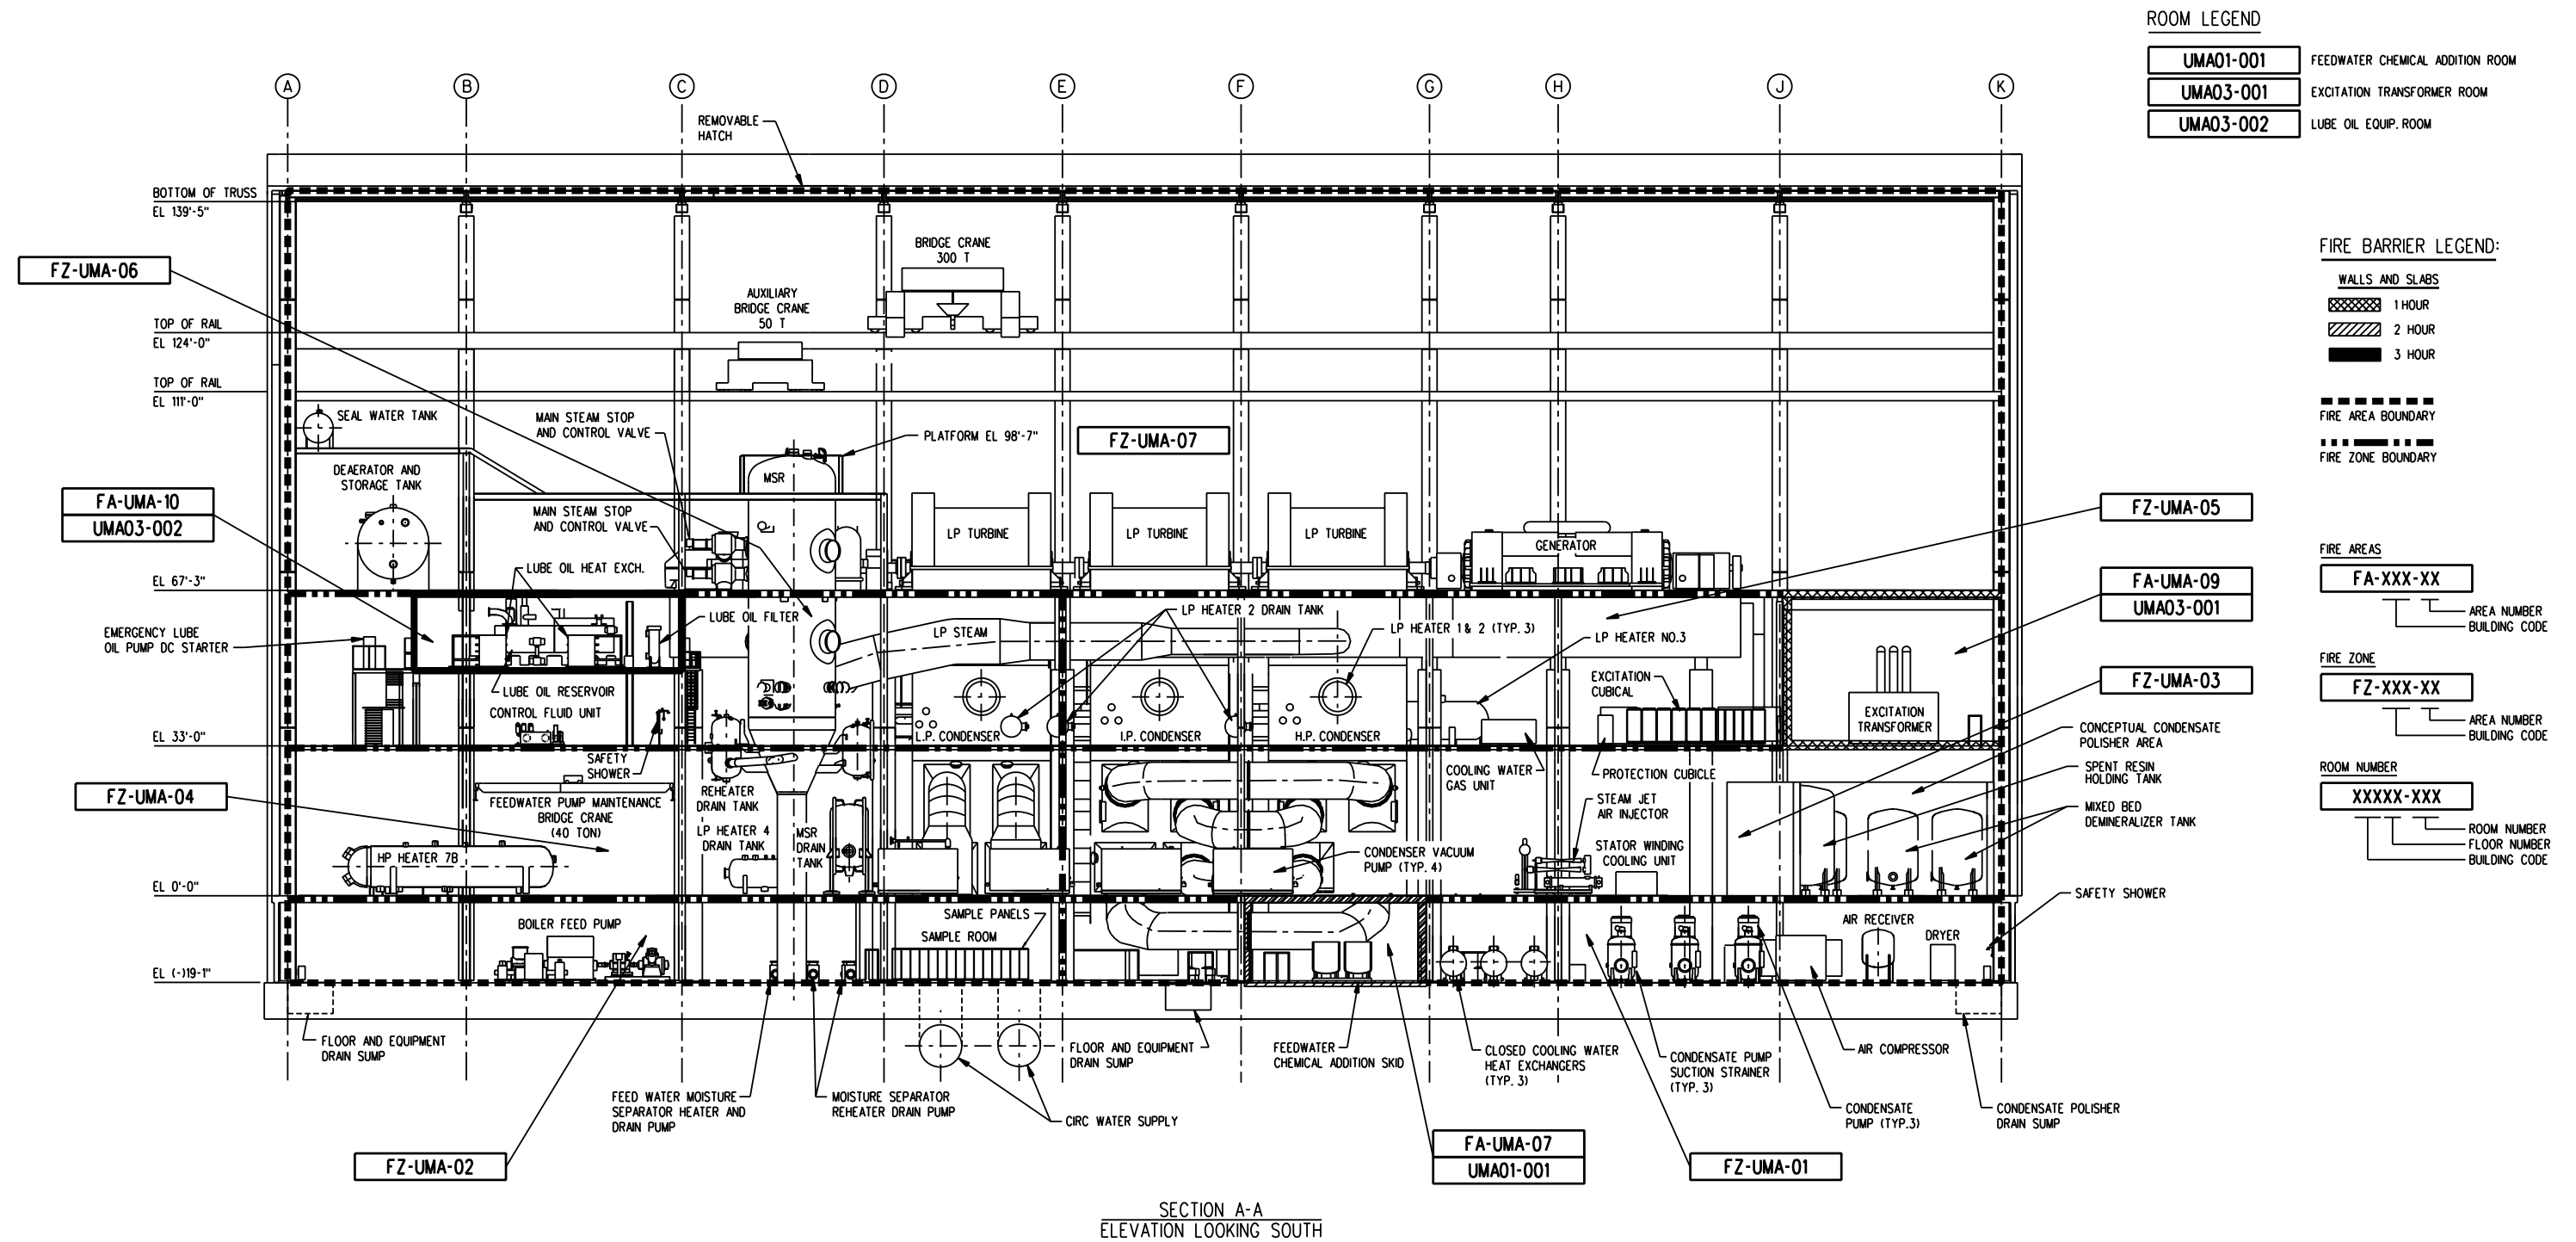 ROOM LEGEND
UMA01-001 FEEDWATER CHEMICAL ADDITION ROOM
UMA03-001 EXCITATION TRANSFORMER ROOM
UMA03-002 LUBE OIL EQUIP. ROOM
A B C D E F G H J K
REMOVABLE
HATCH
BOTTOM OF TRUSS
EL 139'-5"
FZ-UMA-06
BRIDGE CRANE
300 T
AUXILIARY
BRIDGE CRANE
50 T
TOP OF RAIL
EL 124'-0"
TOP OF RAIL
EL 111'-0"
FIRE BARRIER LEGEND:
WALLS AND SLABS
1 HOUR
2 HOUR
3 HOUR
FIRE AREA BOUNDARY
FIRE ZONE BOUNDARY
SEAL WATER TANK
MAIN STEAM STOP
AND CONTROL VALVE
PLATFORM EL 98'-7"
FZ-UMA-07
DEAERATOR AND
STORAGE TANK
MSR
FA-UMA-10
UMA03-002
MAIN STEAM STOP
AND CONTROL VALVE
LP TURBINE
LP TURBINE
LP TURBINE
GENERATOR
FZ-UMA-05
FIRE AREAS
FA-XXX-XX
AREA NUMBER
BUILDING CODE
EL 67'-3"
LUBE OIL HEAT EXCH.
FA-UMA-09
UMA03-001
LUBE OIL FILTER
LP HEATER 2 DRAIN TANK
EMERGENCY LUBE
OIL PUMP DC STARTER
LP STEAM
LP HEATER 1 & 2 (TYP. 3)
LP HEATER NO.3
FIRE ZONE
FZ-XXX-XX
AREA NUMBER
BUILDING CODE
LUBE OIL RESERVOIR
CONTROL FLUID UNIT
EXCITATION
CUBICAL
FZ-UMA-03
EXCITATION
TRANSFORMER
CONCEPTUAL CONDENSATE
POLISHER AREA
EL 33'-0"
L.P. CONDENSER
I.P. CONDENSER
H.P. CONDENSER
SAFETY
SHOWER
COOLING WATER
GAS UNIT
PROTECTION CUBICLE
SPENT RESIN
HOLDING TANK
ROOM NUMBER
XXXXX-XXX
ROOM NUMBER
FLOOR NUMBER
BUILDING CODE
FZ-UMA-04
FEEDWATER PUMP MAINTENANCE
BRIDGE CRANE
(40 TON)
REHEATER
DRAIN TANK
LP HEATER 4
DRAIN TANK
MSR
DRAIN
TANK
STEAM JET
AIR INJECTOR
MIXED BED
DEMINERALIZER TANK
HP HEATER 7B
CONDENSER VACUUM
PUMP (TYP. 4)
STATOR WINDING
COOLING UNIT
EL 0'-0"
SAFETY SHOWER
BOILER FEED PUMP
SAMPLE PANELS
SAMPLE ROOM
AIR RECEIVER
DRYER
EL (-)19-1"
FLOOR AND EQUIPMENT
DRAIN SUMP
FLOOR AND EQUIPMENT
DRAIN SUMP
FEEDWATER
CHEMICAL ADDITION SKID
CLOSED COOLING WATER
HEAT EXCHANGERS
(TYP. 3)
CONDENSATE PUMP
SUCTION STRAINER
(TYP. 3)
AIR COMPRESSOR
FEED WATER MOISTURE
SEPARATOR HEATER AND
DRAIN PUMP
MOISTURE SEPARATOR
REHEATER DRAIN PUMP
CIRC WATER SUPPLY
CONDENSATE
PUMP (TYP.3)
CONDENSATE POLISHER
DRAIN SUMP
FZ-UMA-02
FA-UMA-07
UMA01-001
FZ-UMA-01
SECTION A-A
ELEVATION LOOKING SOUTH